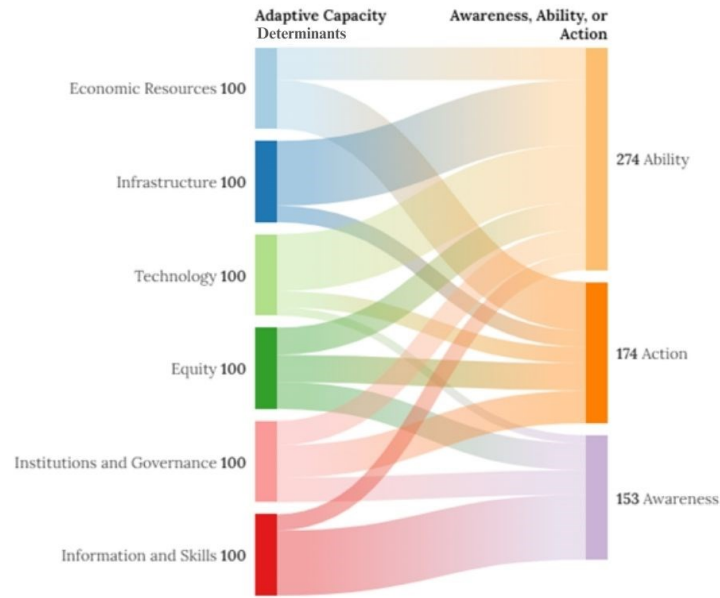 Adaptive Capacity
Determinants
Awareness, Ability, or
Action
Economic Resources 100
Infrastructure 100
Technology 100
Equity 100
Institutions and Governance 100
Information and Skills 100
274 Ability
174 Action
153 Awareness